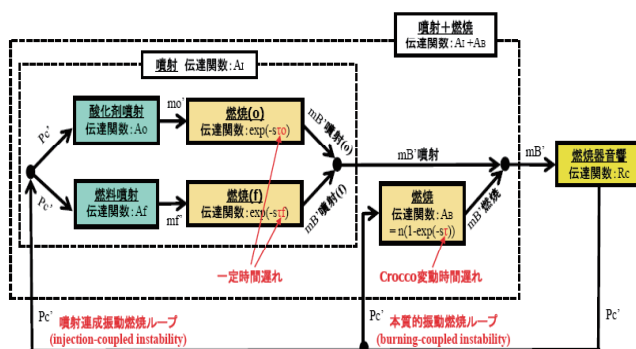 噴射＋燃焼
伝達関数：AI+AB
噴射 伝達関数：AI
酸化剤噴射
伝達関数：Ao
mo’
燃焼(o)
伝達関数：exp(-sτo)
mB’噴射(o)
Pc’
Pc’
燃料噴射
伝達関数：Af
mf’
燃焼(f)
伝達関数：exp(-sτf)
mB’噴射(f)
mB’噴射
mB’
燃焼器音響
伝達関数：Rc
燃焼
伝達関数：AB
= n(1-exp(-sτ))
mB’燃焼
一定時間遅れ
Crocco変動時間遅れ
Pc’
噴射連成振動燃焼ループ
(injection-coupled instability)
Pc’
本質的振動燃焼ループ
(burning-coupled instability)
Pc’